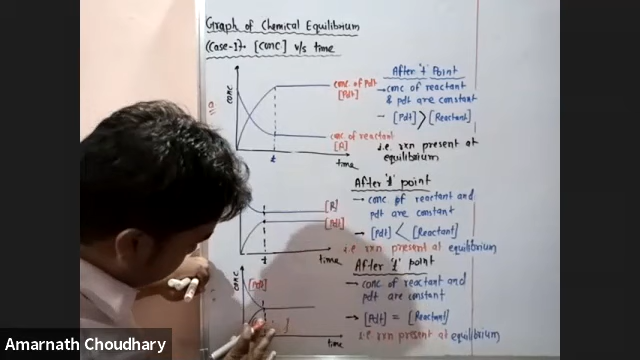 Graph of Chemical Equilibrium
(Case-I)→ [conc] v/s time
After 't' Point
conc
conc of Pdt
[Pdt]
→ conc of reactant
& pdt are constant
→ [Pdt] > [Reactant]
conc of reactant
[R]
i.e. rxn present at
equilibrium
t
time
After 't' point
[R]
→ conc of reactant and
pdt are constant
[Pdt]
→ [Pdt] < [Reactant]
i.e rxn present at equilibrium
t
time
After 't' point
conc
→ conc of reactant and
pdt are constant
→ [Pdt] = [Reactant]
time
i.e rxn present at equilibrium
Amarnath Choudhary